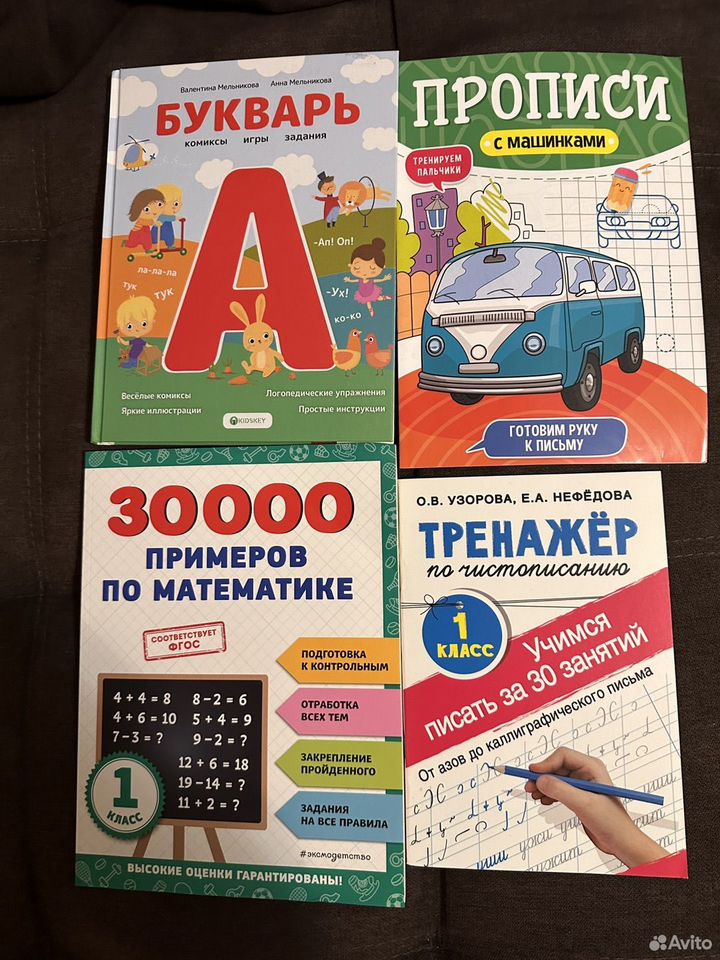 Валентина Мельникова Анна Мельникова
БУКВАРЬ
комиксы игры задания
А
-Ап! Оп!
ла-ла-ла
тук
тук
-Ух!
ко-ко
Весёлые комиксы
Яркие иллюстрации
Логопедические упражнения
Простые инструкции
KIDSKEY
ПРОПИСИ
С МАШИНКАМИ
ТРЕНИРУЕМ
ПАЛЬЧИКИ
ГОТОВИМ РУКУ
К ПИСЬМУ
30000
ПРИМЕРОВ
ПО МАТЕМАТИКЕ
СООТВЕТСТВУЕТ
ФГОС
4 + 4 = 8 8 – 2 = 6
4 + 6 = 10 5 + 4 = 9
7 – 3 = ? 9 – 2 = ?
12 + 6 = 18
19 – 14 = ?
11 + 2 = ?
1
КЛАСС
ПОДГОТОВКА
К КОНТРОЛЬНЫМ
ОТРАБОТКА
ВСЕХ ТЕМ
ЗАКРЕПЛЕНИЕ
ПРОЙДЕННОГО
ЗАДАНИЯ
НА ВСЕ ПРАВИЛА
#эксмодетство
ВЫСОКИЕ ОЦЕНКИ ГАРАНТИРОВАНЫ!
О.В. УЗОРОВА, Е.А. НЕФЁДОВА
ТРЕНАЖЁР
по чистописанию
1
КЛАСС
Учимся
писать за 30 занятий
От азов до каллиграфического письма
Avito